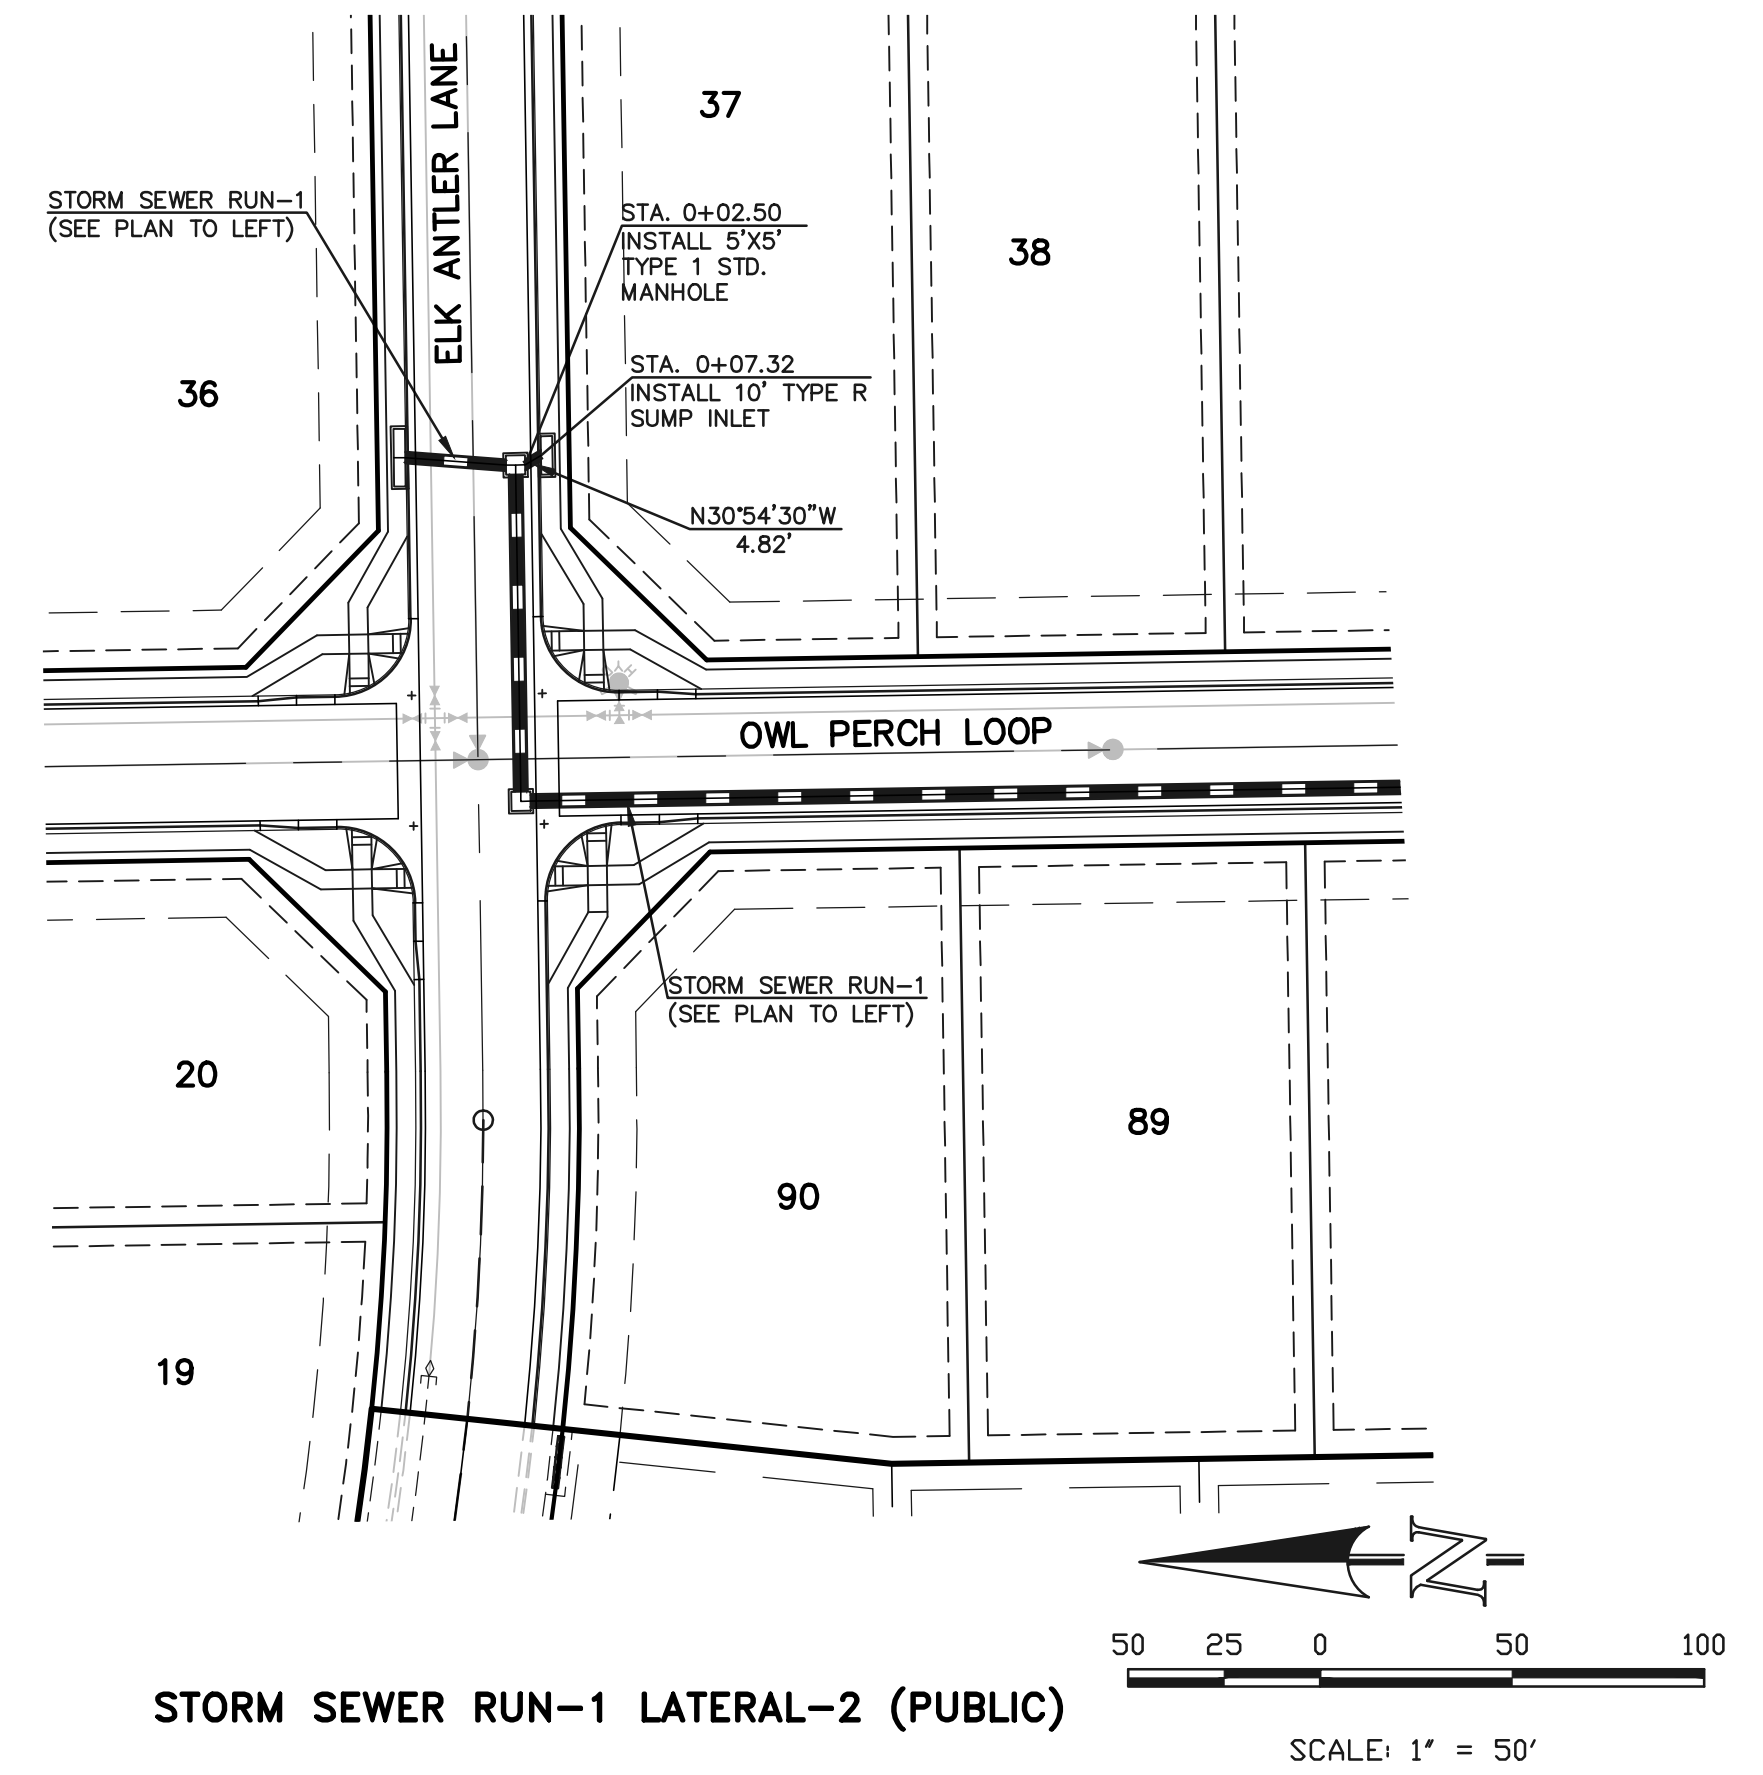 ELK ANTLER LANE
37
STORM SEWER RUN-1
(SEE PLAN TO LEFT)
STA. 0+02.50
INSTALL 5'X5'
TYPE 1 STD.
MANHOLE
38
STA. 0+07.32
INSTALL 10' TYPE R
SUMP INLET
36
N30°54'30"W
4.82'
OWL PERCH LOOP
STORM SEWER RUN-1
(SEE PLAN TO LEFT)
20
89
90
19
N
50 25 0 50 100
STORM SEWER RUN-1 LATERAL-2 (PUBLIC)
SCALE: 1" = 50'